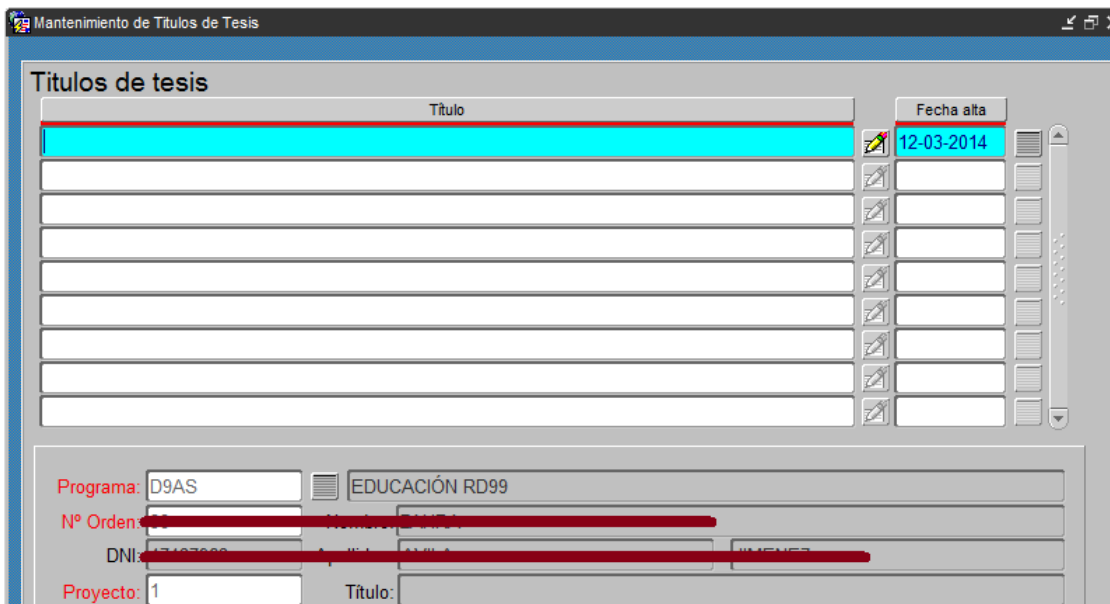 Mantenimiento de Titulos de Tesis
Titulos de tesis
Título Fecha alta
12-03-2014
Programa: D9AS EDUCACIÓN RD99
Nº Orden:
DNI:
Proyecto: 1 Título: